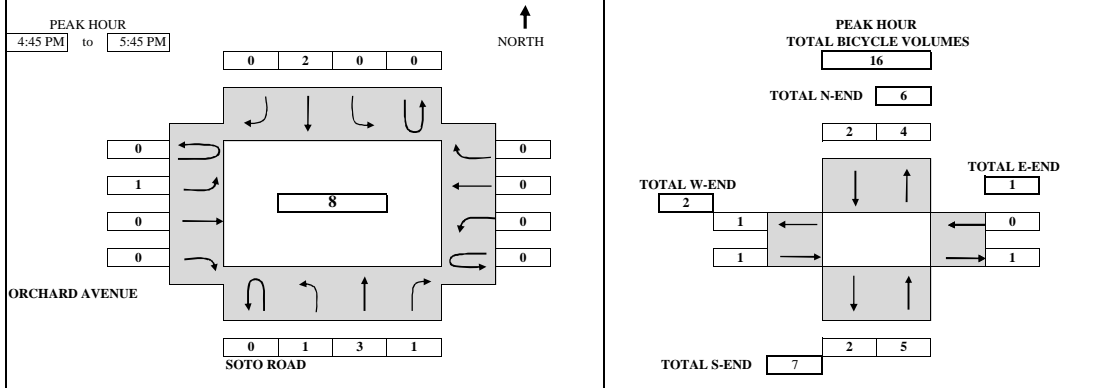 PEAK HOUR
4:45 PM to 5:45 PM
NORTH
0 2 0 0
0
1
0
0
8
0
0
0
0
ORCHARD AVENUE
0 1 3 1
SOTO ROAD
PEAK HOUR
TOTAL BICYCLE VOLUMES
16
TOTAL N-END 6
2 4
TOTAL W-END
2
TOTAL E-END
1
1
1
0
1
2 5
TOTAL S-END 7